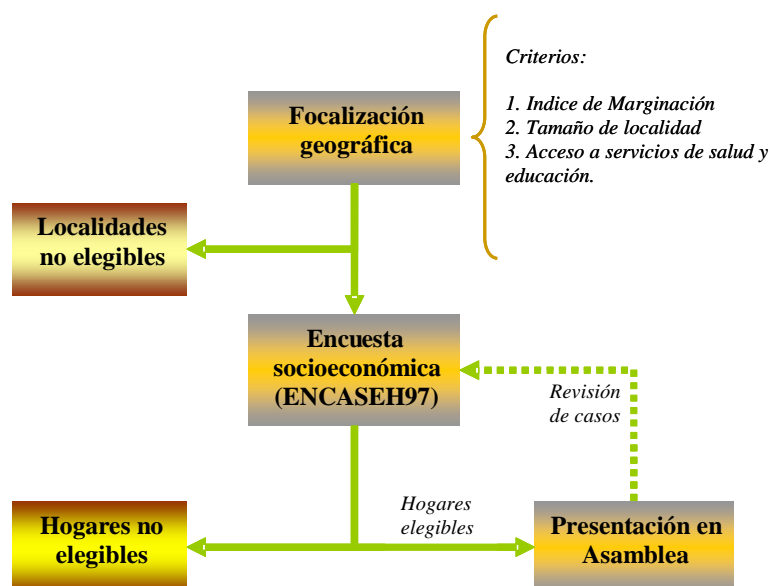 Criterios:
1. Indice de Marginación
2. Tamaño de localidad
3. Acceso a servicios de salud y
educación.
Focalización
geográfica
Localidades
no elegibles
Encuesta
socioeconómica
(ENCASEH97)
Revisión
de casos
Hogares
elegibles
Hogares no
elegibles
Presentación en
Asamblea